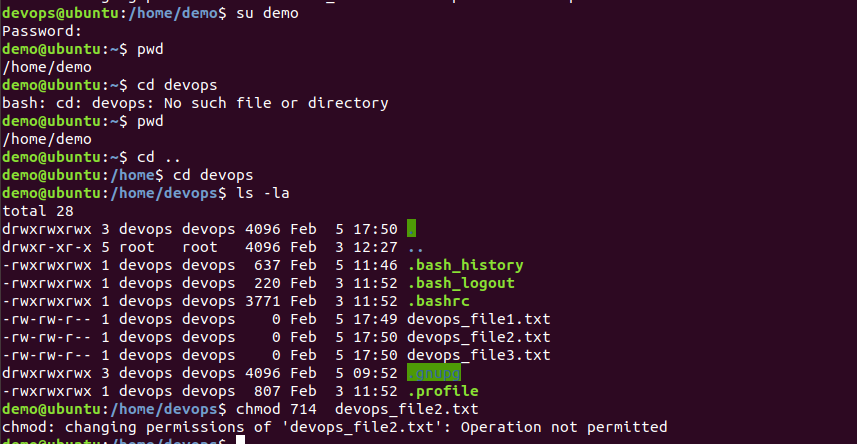 devops@ubuntu:/home/demo$ su demo
Password:
demo@ubuntu:~$ pwd
/home/demo
demo@ubuntu:~$ cd devops
bash: cd: devops: No such file or directory
demo@ubuntu:~$ pwd
/home/demo
demo@ubuntu:~$ cd ..
demo@ubuntu:/home$ cd devops
demo@ubuntu:/home/devops$ ls -la
total 28
drwxrwxrwx 3 devops devops 4096 Feb  5 17:50 .
drwxr-xr-x 5 root   root   4096 Feb  3 12:27 ..
-rwxrwxrwx 1 devops devops  637 Feb  5 11:46 .bash_history
-rwxrwxrwx 1 devops devops  220 Feb  3 11:52 .bash_logout
-rwxrwxrwx 1 devops devops 3771 Feb  3 11:52 .bashrc
-rw-rw-r-- 1 devops devops    0 Feb  5 17:49 devops_file1.txt
-rw-rw-r-- 1 devops devops    0 Feb  5 17:50 devops_file2.txt
-rw-rw-r-- 1 devops devops    0 Feb  5 17:50 devops_file3.txt
drwxrwxrwx 3 devops devops 4096 Feb  5 09:52 .gnupg
-rwxrwxrwx 1 devops devops  807 Feb  3 11:52 .profile
demo@ubuntu:/home/devops$ chmod 714  devops_file2.txt
chmod: changing permissions of 'devops_file2.txt': Operation not permitted
demo@ubuntu:/home/devops$